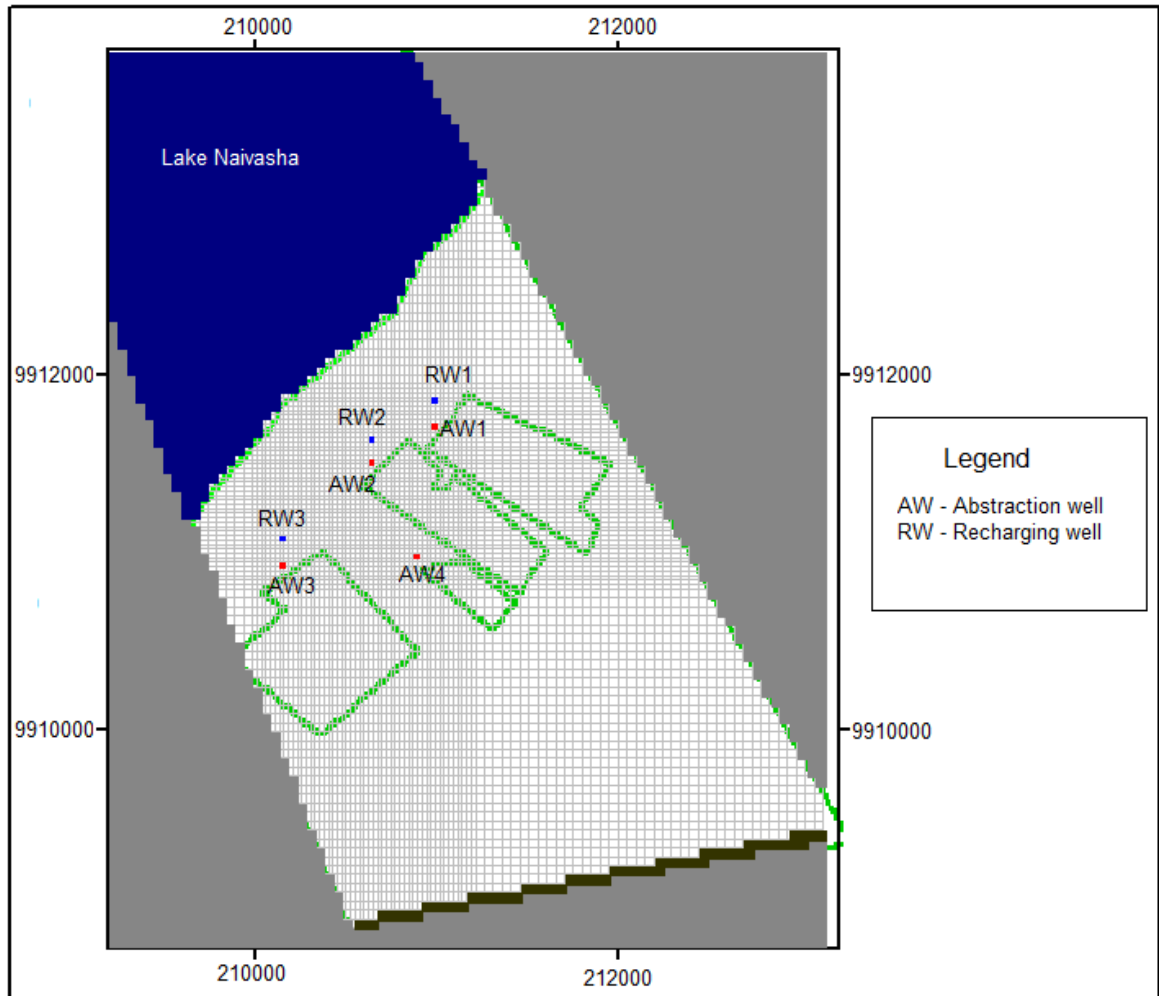 210000
212000
Lake Naivasha
9912000
9912000
RW1
RW2
AW1
AW2
RW3
AW3
AW4
Legend
AW - Abstraction well
RW - Recharging well
9910000
9910000
210000
212000